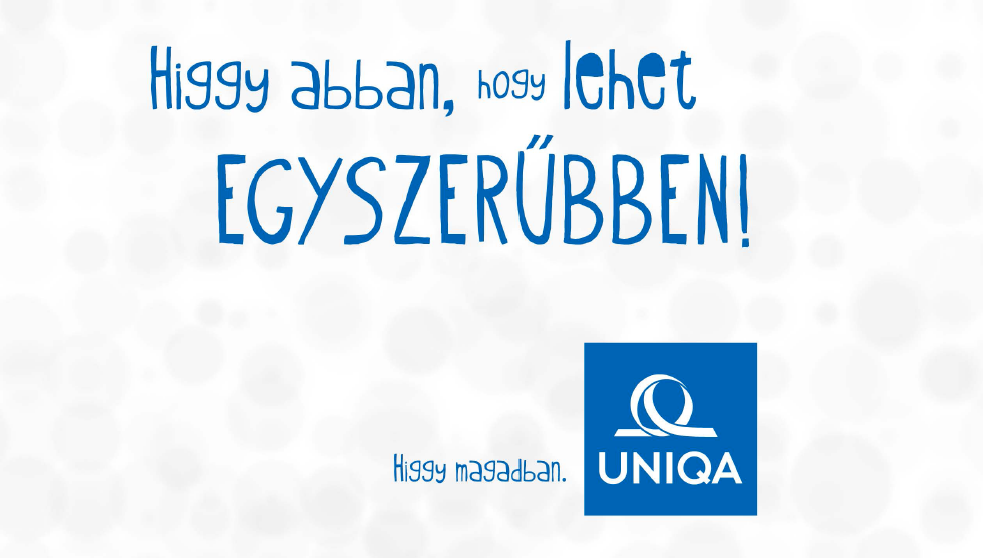 Higgy abban, hogy lehet
EGYSZERŰBBEN!
Higgy magadban.
UNIQA